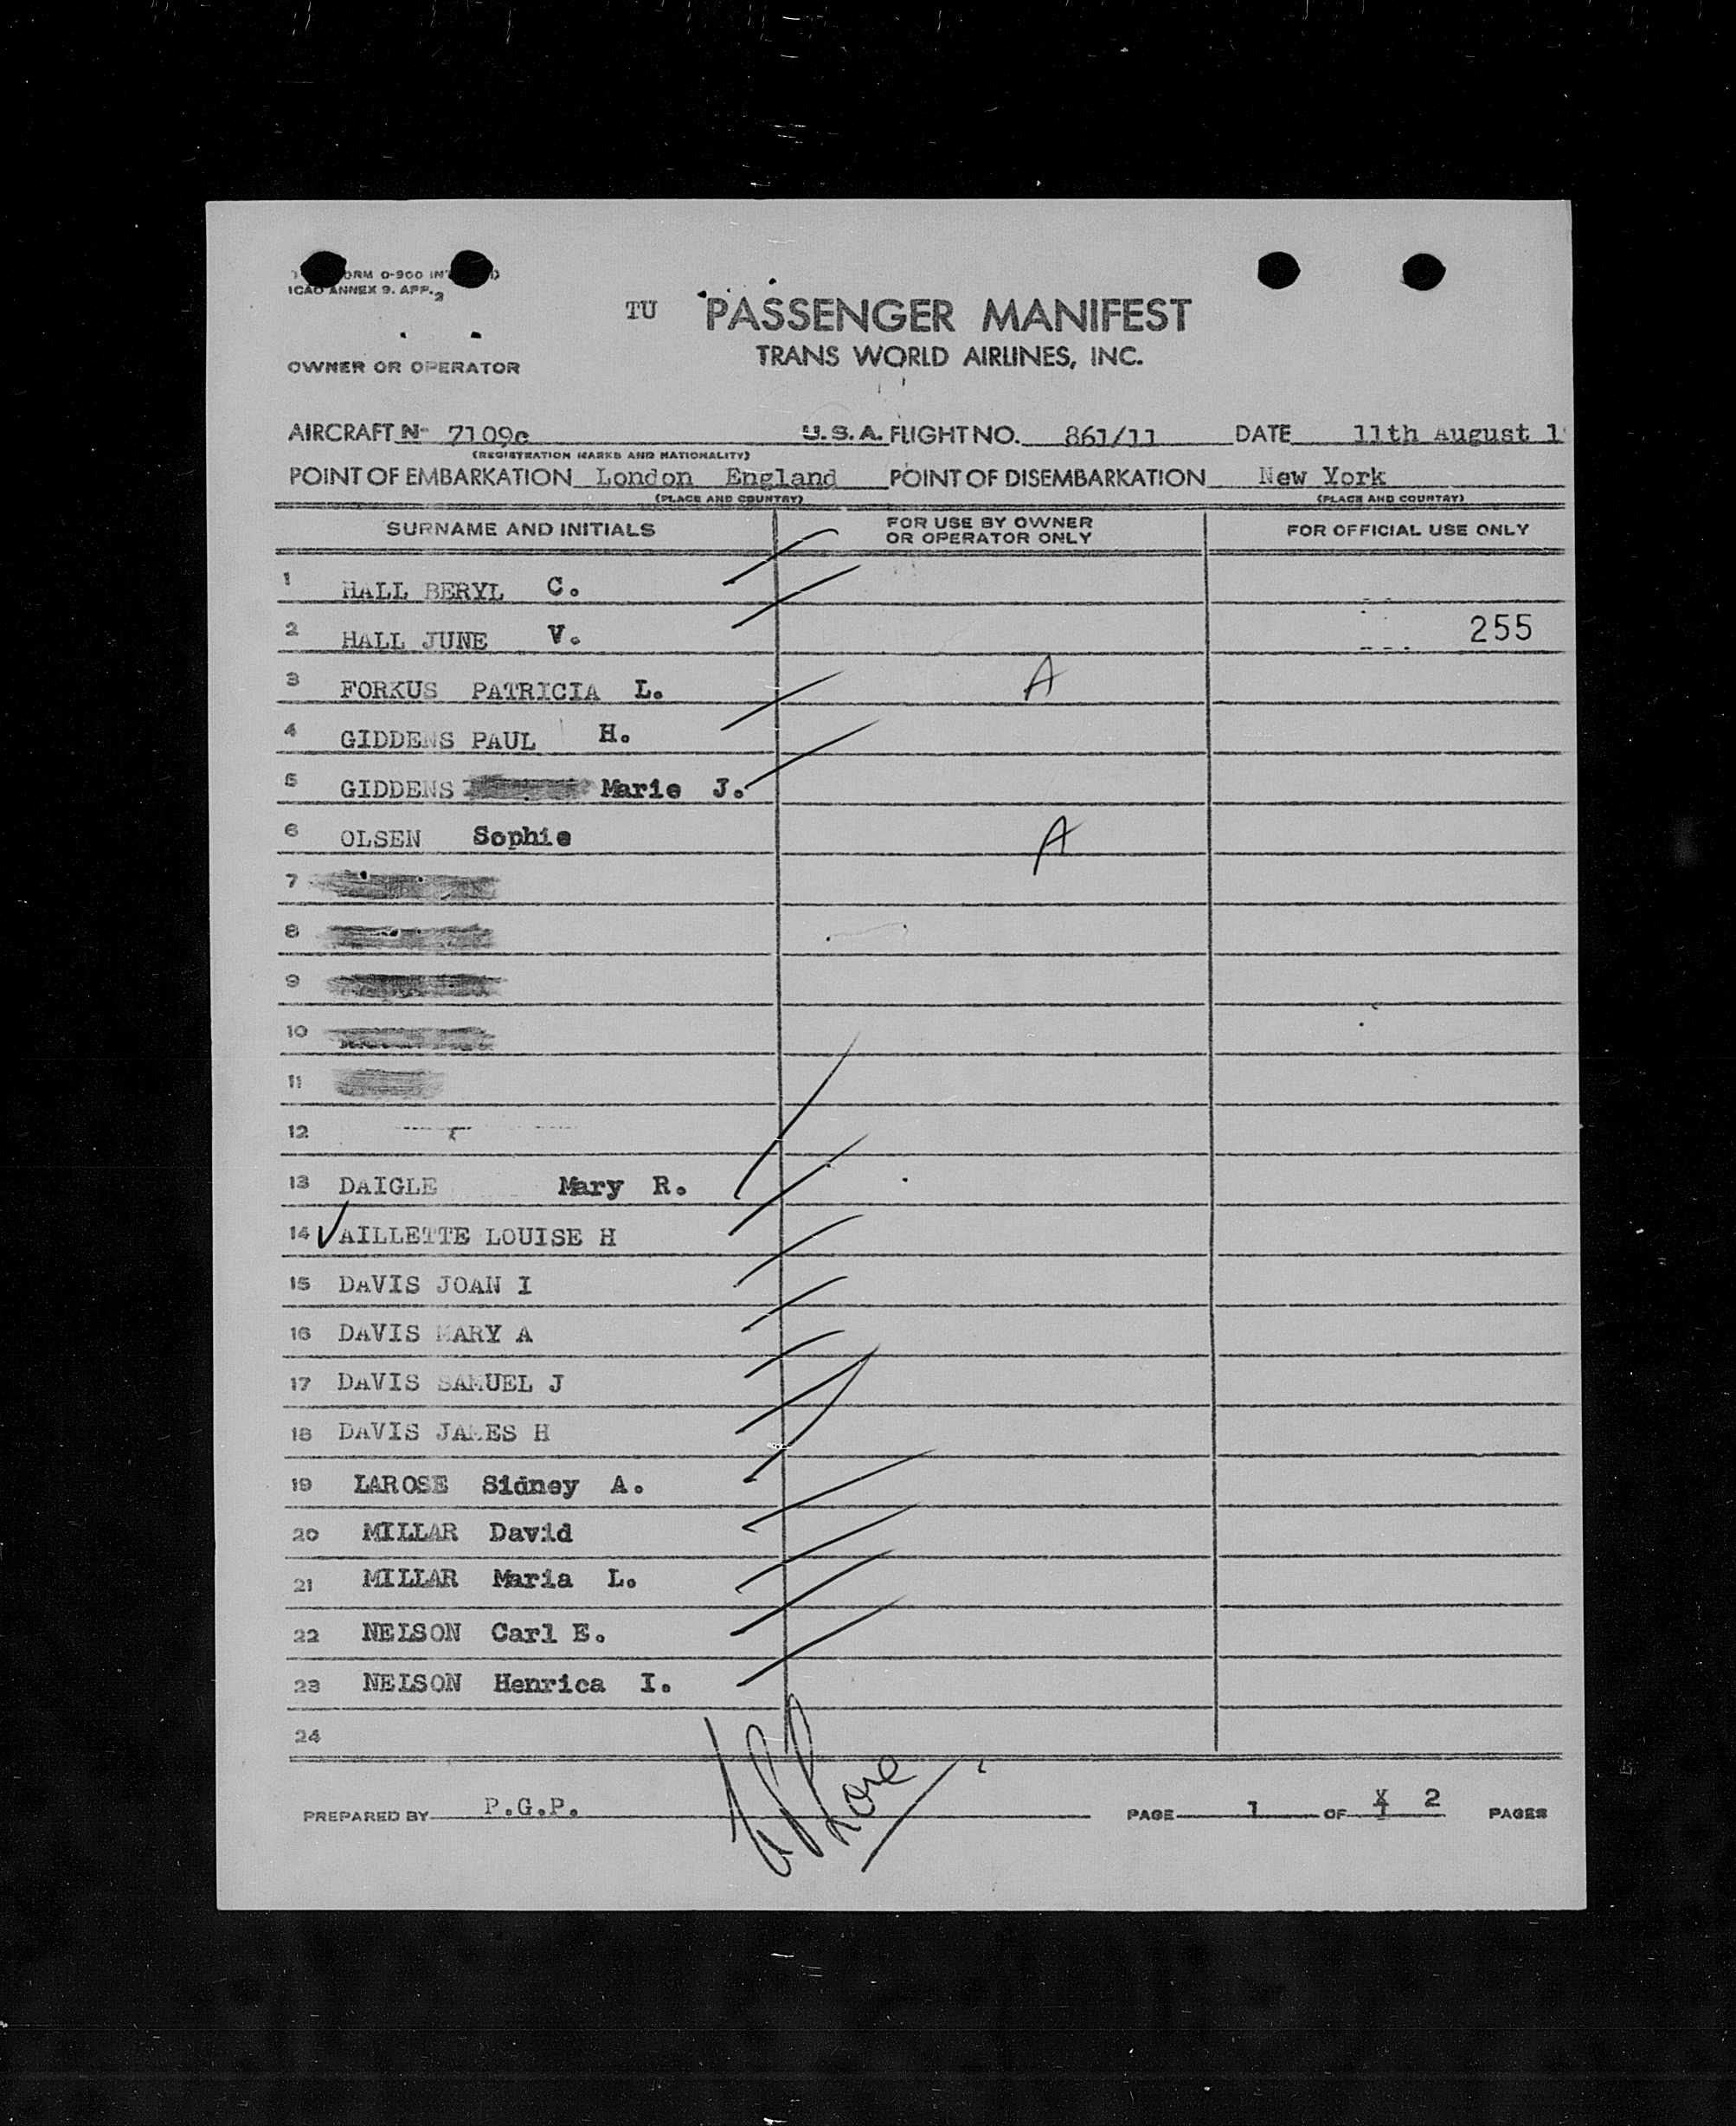 ORM 0-900 INT D
ICAO ANNEX 9. APP. 2
TU PASSENGER MANIFEST
TRANS WORLD AIRLINES, INC.
OWNER OR OPERATOR
AIRCRAFT N- 7109c U.S.A. FLIGHT NO. 861/11 DATE 11th August 1
(REGISTRATION MARKS AND NATIONALITY)
POINT OF EMBARKATION London England POINT OF DISEMBARKATION New York
(PLACE AND COUNTRY) (PLACE AND COUNTRY)
SURNAME AND INITIALS FOR USE BY OWNER OR OPERATOR ONLY FOR OFFICIAL USE ONLY
1 HALL BERYL C.
2 HALL JUNE V. 255
3 FORKUS PATRICIA L. A
4 GIDDENS PAUL H.
5 GIDDENS Marie J.
6 OLSEN Sophie A
7
8
9
10
11
12
13 DAIGLE Mary R.
14 VAILLETTE LOUISE H
15 DAVIS JOAN I
16 DAVIS MARY A
17 DAVIS SAMUEL J
18 DAVIS JAMES H
19 LAROSE Sidney A.
20 MILLAR David
21 MILLAR Maria L.
22 NELSON Carl E.
23 NELSON Henrica I.
24
PREPARED BY P.G.P. PAGE 1 OF 2 PAGES